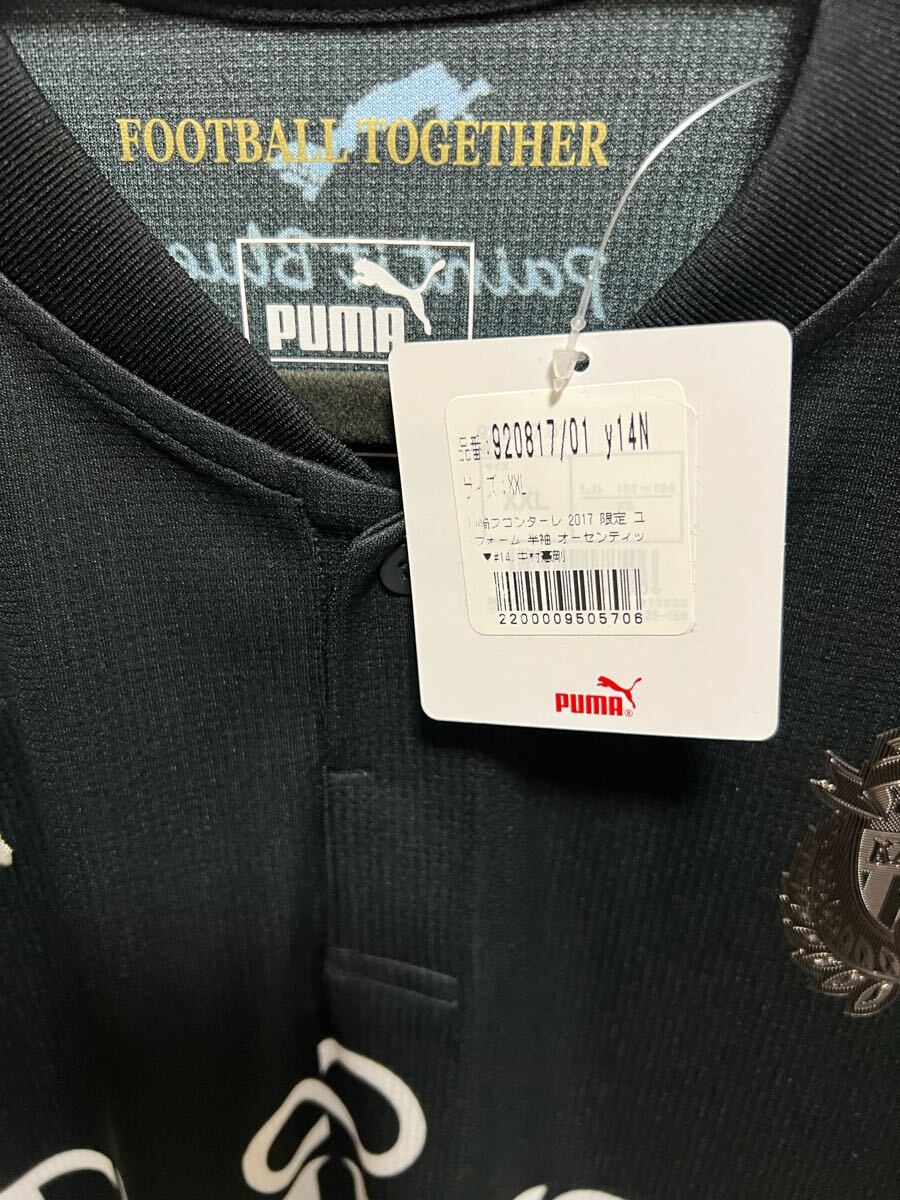 FOOTBALL TOGETHER
Paint it Blue
PUMA
品番:920817/01 y14N
サイズ:XXL
川崎フロンターレ 2017 限定 ユ
フォーム 半袖 オーセンティッ
▼#14.中村憲剛
2200009505706
PUMA®